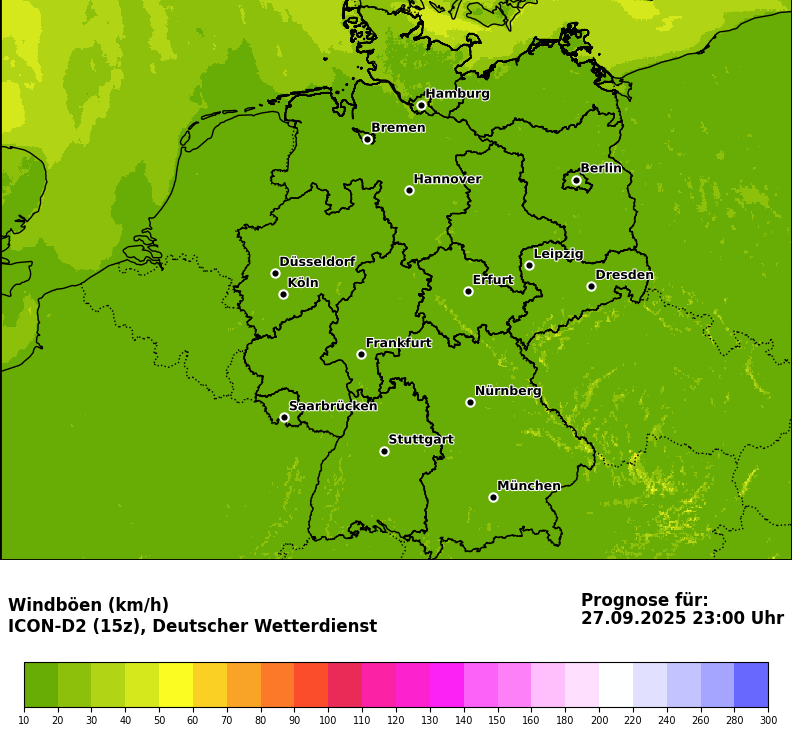 Hamburg
Bremen
Berlin
Hannover
Leipzig
Düsseldorf
Dresden
Köln
Erfurt
Frankfurt
Nürnberg
Saarbrücken
Stuttgart
München
Windböen (km/h)
ICON-D2 (15z), Deutscher Wetterdienst
Prognose für:
27.09.2025 23:00 Uhr
10 20 30 40 50 60 70 80 90 100 110 120 130 140 150 160 180 200 220 240 260 280 300